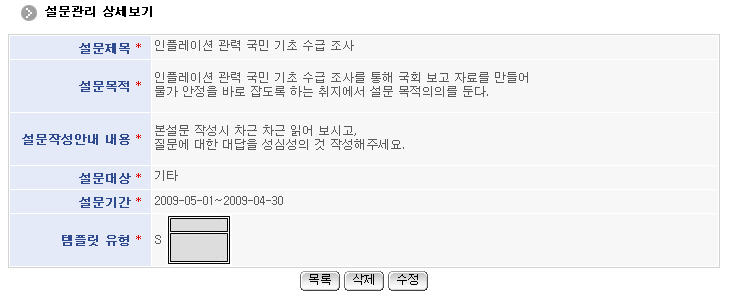 설문관리 상세보기
설문제목 * 인플레이션 관력 국민 기초 수급 조사
설문목적 * 인플레이션 관력 국민 기초 수급 조사를 통해 국회 보고 자료를 만들어
물가 안정을 바로 잡도록 하는 취지에서 설문 목적의의를 둔다.
설문작성안내 내용 * 본설문 작성시 차근 차근 읽어 보시고,
질문에 대한 대답을 성심성의 것 작성해주세요.
설문대상 * 기타
설문기간 * 2009-05-01~2009-04-30
템플릿 유형 * S
목록 삭제 수정